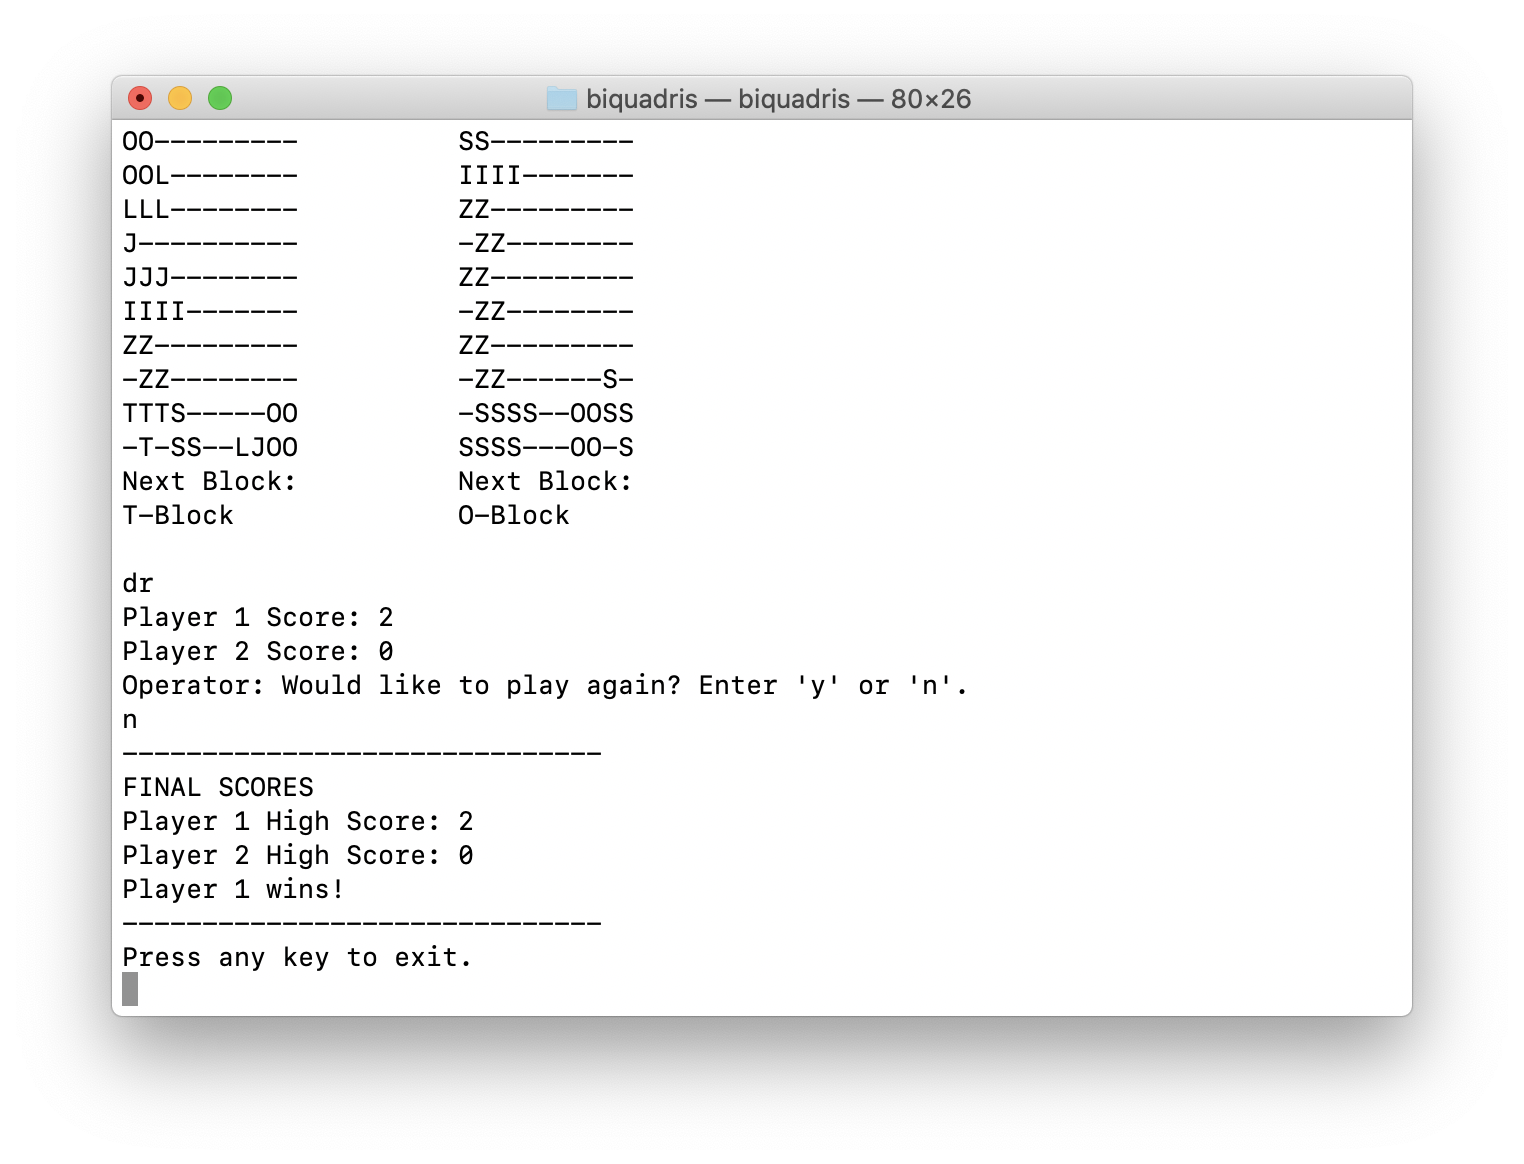 biquadris — biquadris — 80×26
OO---------          SS---------
OOL--------          IIII-------
LLL--------          ZZ---------
J----------          -ZZ--------
JJJ--------          ZZ---------
IIII-------          -ZZ--------
ZZ---------          ZZ---------
-ZZ--------          -ZZ------S-
TTTS-----OO          -SSSS--OOSS
-T-SS--LJOO          SSSS---OO-S
Next Block:          Next Block:
T-Block              O-Block
dr
Player 1 Score: 2
Player 2 Score: 0
Operator: Would like to play again? Enter 'y' or 'n'.
n
------------------------------
FINAL SCORES
Player 1 High Score: 2
Player 2 High Score: 0
Player 1 wins!
------------------------------
Press any key to exit.